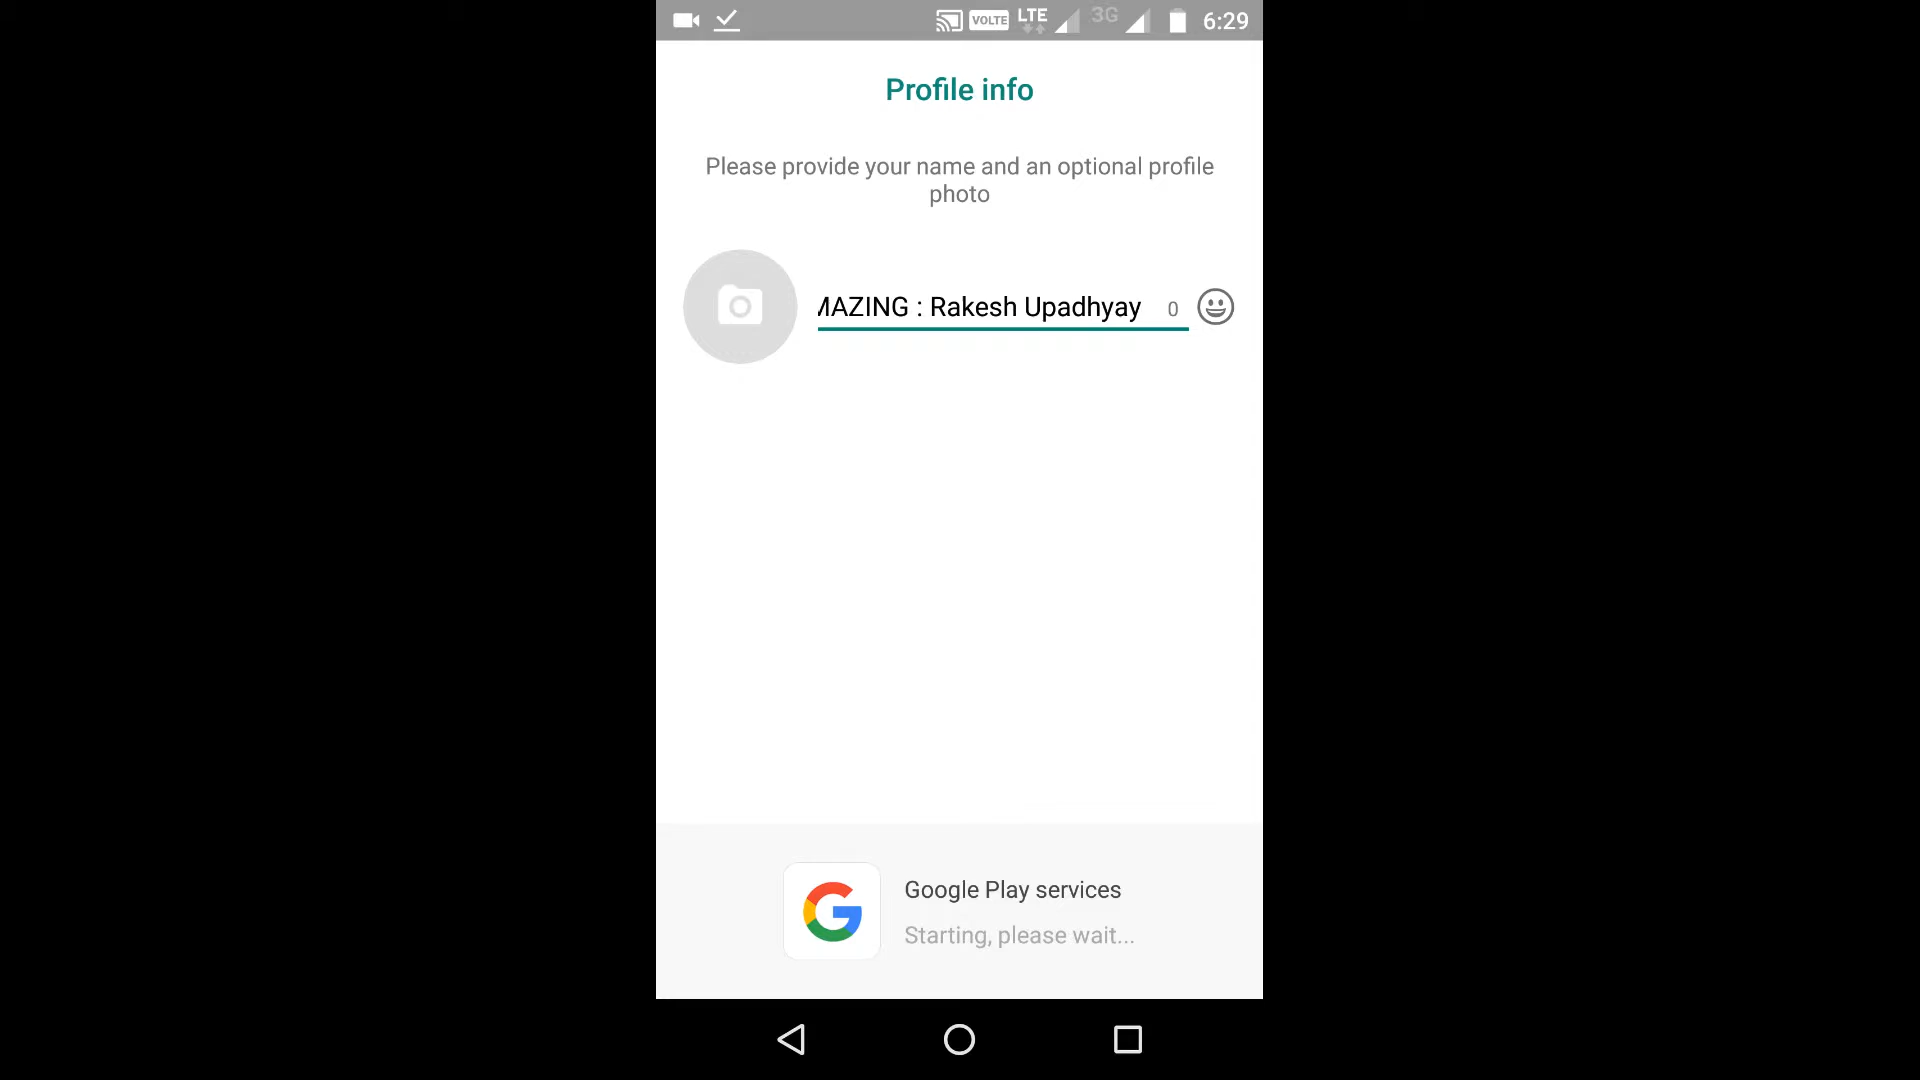 VOLTE LTE 3G 6:29
Profile info
Please provide your name and an optional profile
photo
MAZING : Rakesh Upadhyay 0
Google Play services
Starting, please wait...